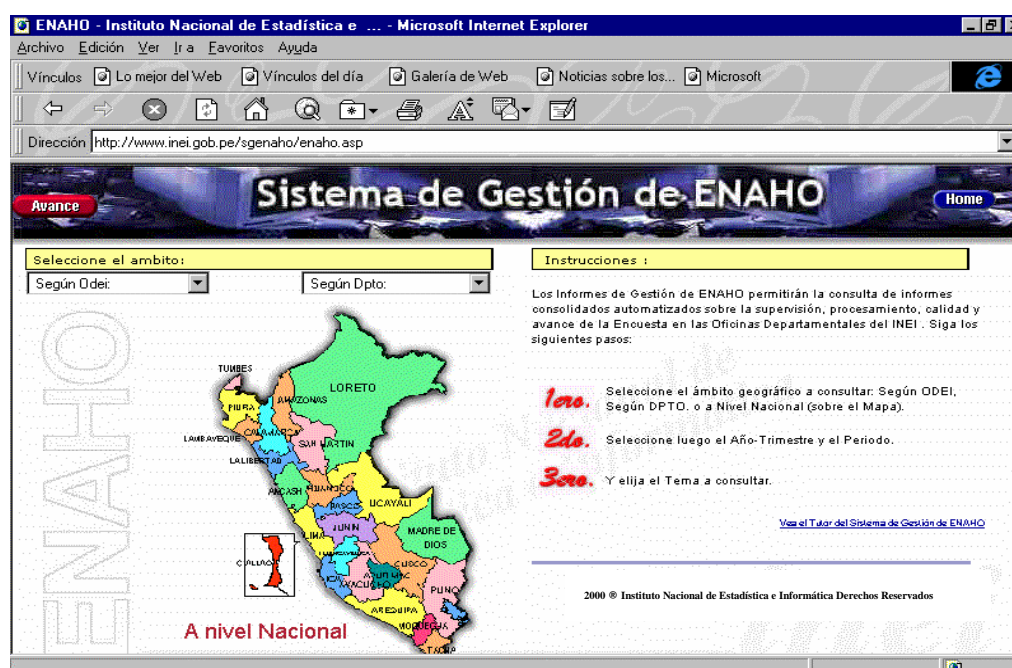 ENAHO - Instituto Nacional de Estadística e ... - Microsoft Internet Explorer
Archivo Edición Ver Ir a Favoritos Ayuda
Vínculos Lo mejor del Web Vínculos del día Galería de Web Noticias sobre los... Microsoft
Dirección http://www.inei.gob.pe/sgenaho/enaho.asp
Avance
Sistema de Gestión de ENAHO
Home
Seleccione el ambito:
Según Odei:
Según Dpto:
ENAHO
TUMBES
LORETO
PIURA
AMAZONAS
LAMBAYEQUE
CAJAMARCA
SAN MARTIN
LA LIBERTAD
ANCASH
HUANUCO
UCAYALI
PASCO
LIMA
JUNIN
MADRE DE
DIOS
CALLAO
CUSCO
ICA
AYACUCHO
APURIMAC
PUNO
AREQUIPA
MOQUEGUA
TACNA
A nivel Nacional
Instrucciones :
Los Informes de Gestión de ENAHO permitirán la consulta de informes
consolidados automatizados sobre la supervisión, procesamiento, calidad y
avance de la Encuesta en las Oficinas Departamentales del INEI . Siga los
siguientes pasos:
1ero. Seleccione el ámbito geográfico a consultar: Según ODEI,
Según DPTO. o a Nivel Nacional (sobre el Mapa).
2do. Seleccione luego el Año-Trimestre y el Periodo.
3ero. Y elija el Tema a consultar.
Vea el Tutor del Sistema de Gestión de ENAHO
2000 ® Instituto Nacional de Estadística e Informática Derechos Reservados